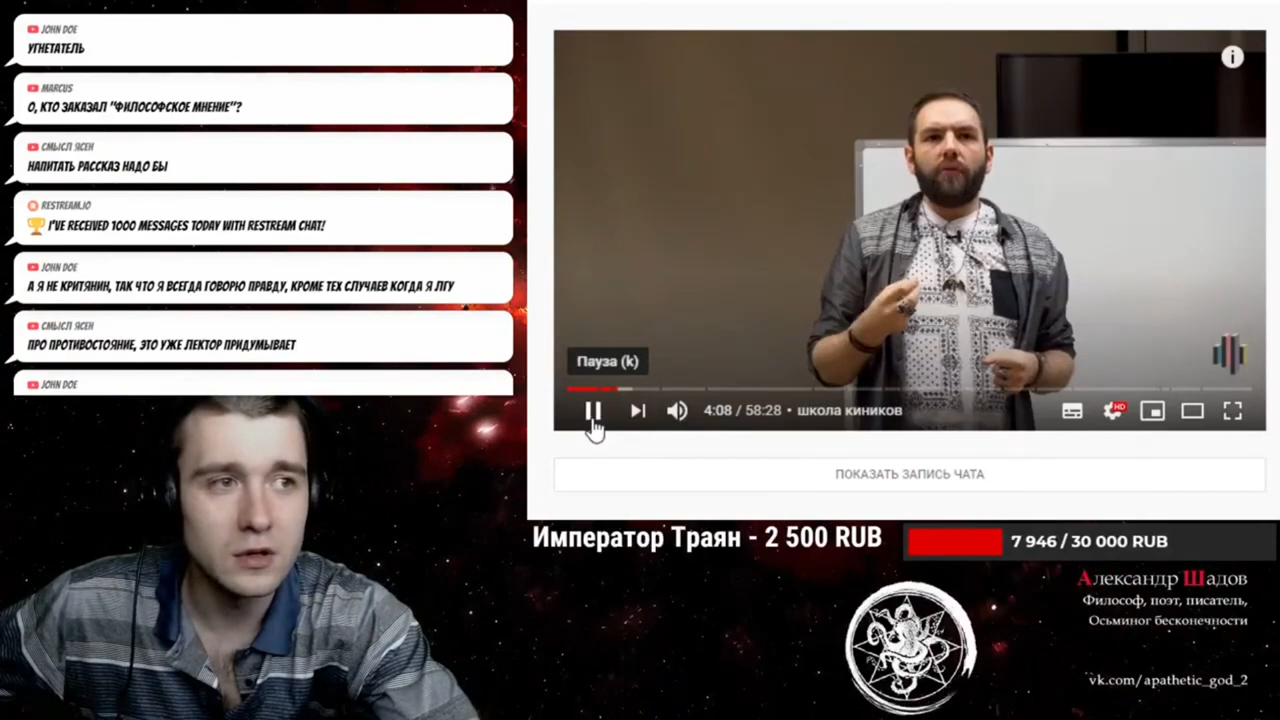 JOHN DOE
УГНЕТАТЕЛЬ
MARCUS
О, КТО ЗАКАЗАЛ "ФИЛОСОФСКОЕ МНЕНИЕ"?
СМЫСЛ ЯСЕН
НАПИТАТЬ РАССКАЗ НАДО БЫ
RESTREAM.IO
I'VE RECEIVED 1000 MESSAGES TODAY WITH RESTREAM CHAT!
JOHN DOE
А Я НЕ КРИТЯНИН, ТАК ЧТО Я ВСЕГДА ГОВОРЮ ПРАВДУ, КРОМЕ ТЕХ СЛУЧАЕВ КОГДА Я ЛГУ
СМЫСЛ ЯСЕН
ПРО ПРОТИВОСТОЯНИЕ, ЭТО УЖЕ ЛЕКТОР ПРИДУМЫВАЕТ
JOHN DOE
Пауза (k)
4:08 / 58:28 • школа киников
HD
ПОКАЗАТЬ ЗАПИСЬ ЧАТА
Император Траян - 2 500 RUB
7 946 / 30 000 RUB
Александр Шадов
Философ, поэт, писатель,
Осьминог бесконечности
vk.com/apathetic_god_2